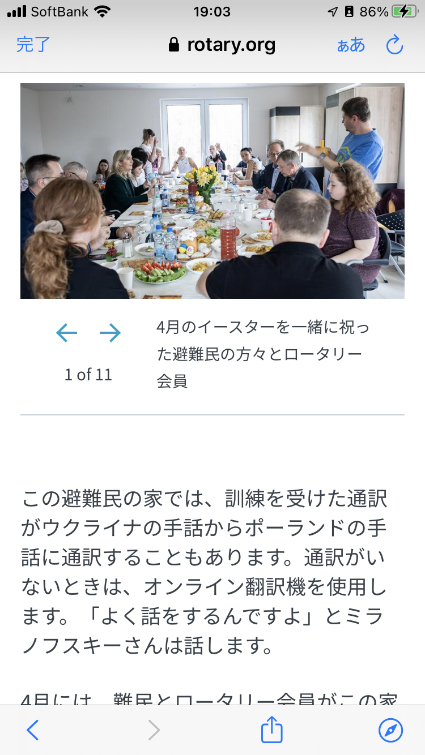 SoftBank 19:03 86%
完了 rotary.org ぁあ
4月のイースターを一緒に祝っ
た避難民の方々とロータリー
会員
1 of 11
この避難民の家では、訓練を受けた通訳
がウクライナの手話からポーランドの手
話に通訳することもあります。通訳がい
ないときは、オンライン翻訳機を使用し
ます。「よく話をするんですよ」とミラ
ノフスキーさんは話します。
4月には、難民とロータリー会員がこの家